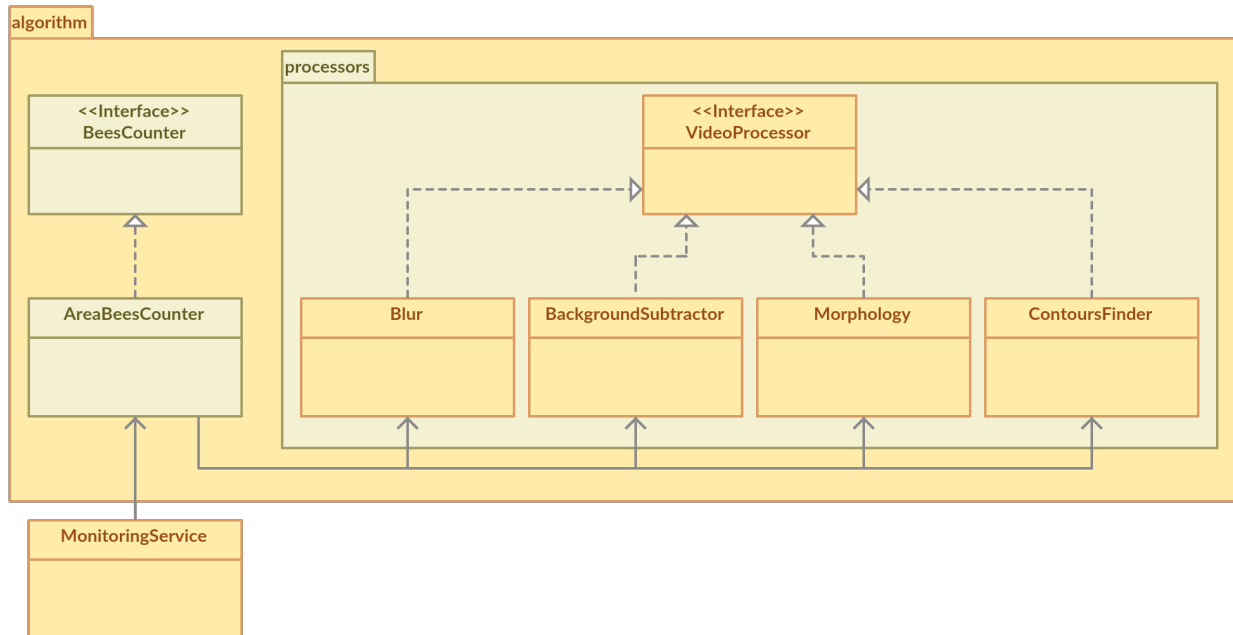 algorithm
processors
<<Interface>>
BeesCounter
<<Interface>>
VideoProcessor
AreaBeesCounter
Blur
BackgroundSubtractor
Morphology
ContoursFinder
MonitoringService